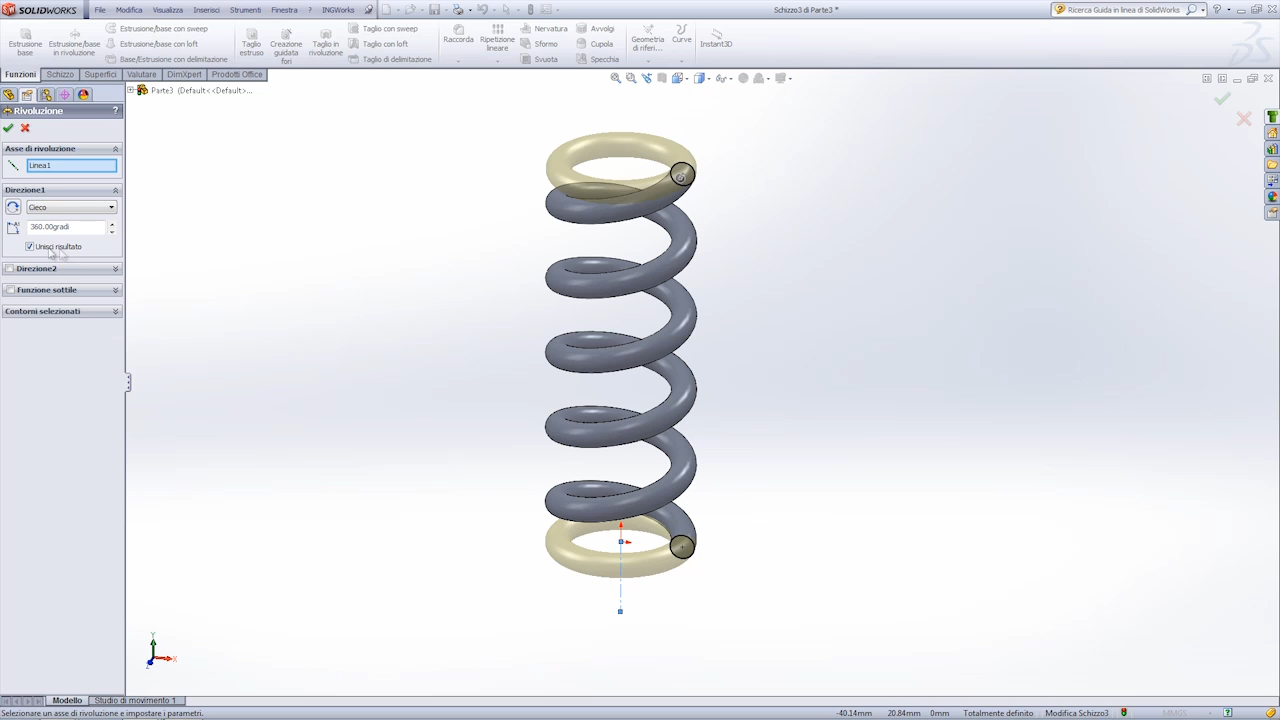 SOLIDWORKS File Modifica Visualizza Inserisci Strumenti Finestra ? INGWorks Schizzo3 di Parte3 * Ricerca Guida in linea di SolidWorks ?
Estrusione base
Estrusione/base in rivoluzione
Estrusione/base con sweep
Estrusione/base con loft
Base/Estrusione con delimitazione
Taglio estruso
Creazione guidata fori
Taglio in rivoluzione
Taglio con sweep
Taglio con loft
Taglio di delimitazione
Raccorda
Ripetizione lineare
Nervatura
Sformo
Svuota
Avvolgi
Cupola
Specchia
Geometria di riferi...
Curve
Instant3D
Funzioni Schizzo Superfici Valutare DimXpert Prodotti Office
Parte3 (Default<<Default>...
Rivoluzione ?
Asse di rivoluzione
Linea1
Direzione1
Cieco
360.00gradi
Unisci risultato
Direzione2
Funzione sottile
Contorni selezionati
Y
X
Z
Modello Studio di movimento 1
Selezionare un asse di rivoluzione e impostare i parametri. -40.14mm 20.84mm 0mm Totalmente definito Modifica Schizzo3 MMGS ?